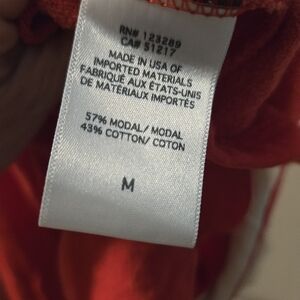 RN# 123289
CA# 51217
MADE IN USA OF
IMPORTED MATERIALS
FABRIQUÉ AUX ÉTATS-UNIS
DE MATÉRIAUX IMPORTÉS
57% MODAL/ MODAL
43% COTTON/ COTON
M